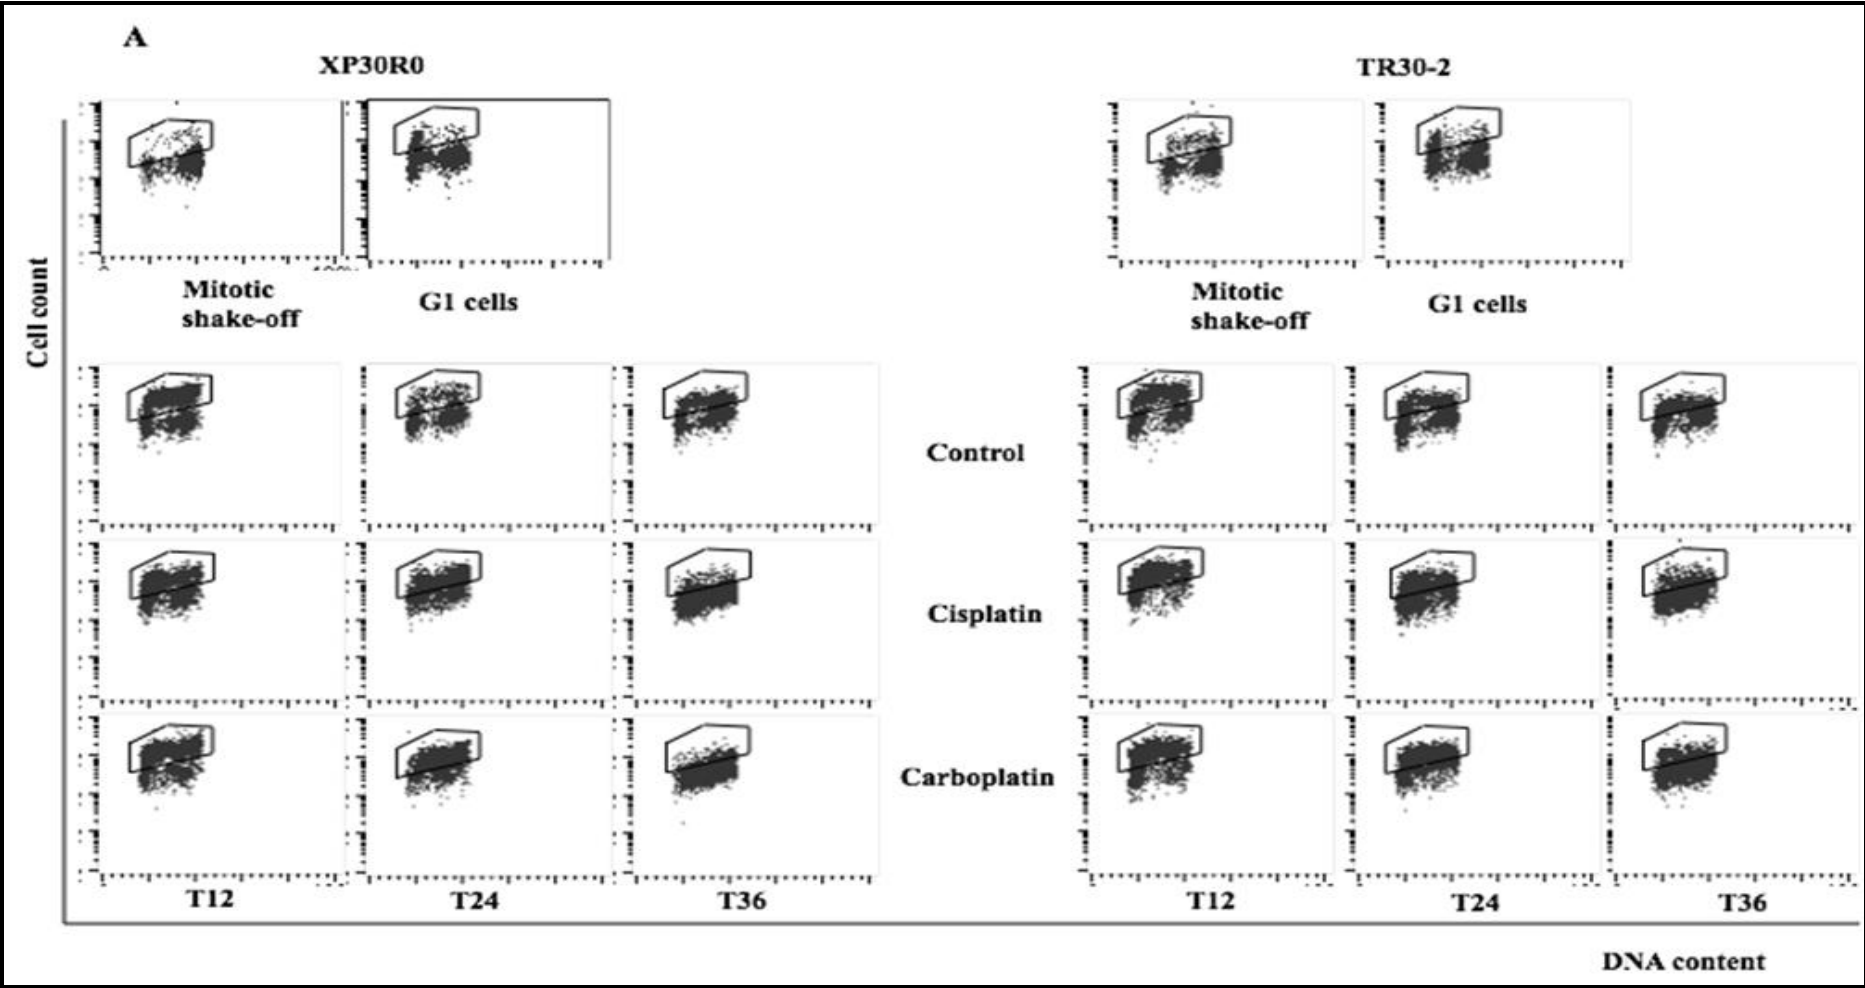 A
XP30R0
TR30-2
Mitotic
shake-off
G1 cells
Mitotic
shake-off
G1 cells
Cell count
Control
Cisplatin
Carboplatin
T12
T24
T36
T12
T24
T36
DNA content